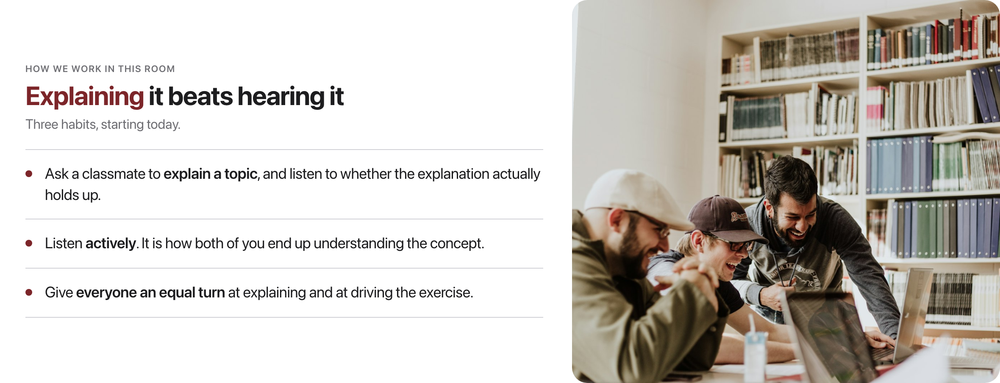 HOW WE WORK IN THIS ROOM
Explaining it beats hearing it
Three habits, starting today.
Ask a classmate to explain a topic, and listen to whether the explanation actually
holds up.
Listen actively. It is how both of you end up understanding the concept.
Give everyone an equal turn at explaining and at driving the exercise.